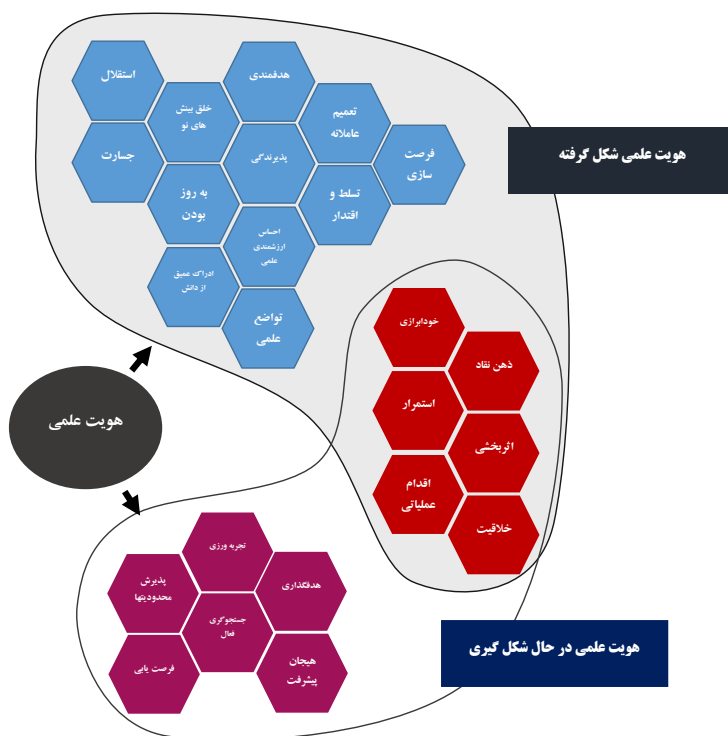 هدفمندی
استقلال
خلق بینش
های نو
تعمیم
عاملانه
جسارت
پذیرندگی
فرصت
سازی
هویت علمی شکل گرفته
به روز
بودن
تسلط و
اقتدار
احساس
ارزشمندی
علمی
ادراک عمیق
از دانش
تواضع
علمی
خودابرازی
ذهن نقاد
استمرار
اثربخشی
اقدام
عملیاتی
خلاقیت
هویت علمی
تجربه ورزی
پذیرش
محدودیتها
هدفگذاری
جستجوگری
فعال
فرصت یابی
هیجان
پیشرفت
هویت علمی در حال شکل گیری